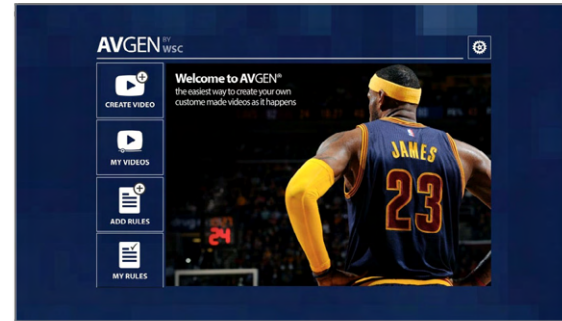 AVGEN BY WSC
Welcome to AVGEN®
the easiest way to create your own
custome made videos as it happens
CREATE VIDEO
MY VIDEOS
ADD RULES
MY RULES
JAMES
23
24